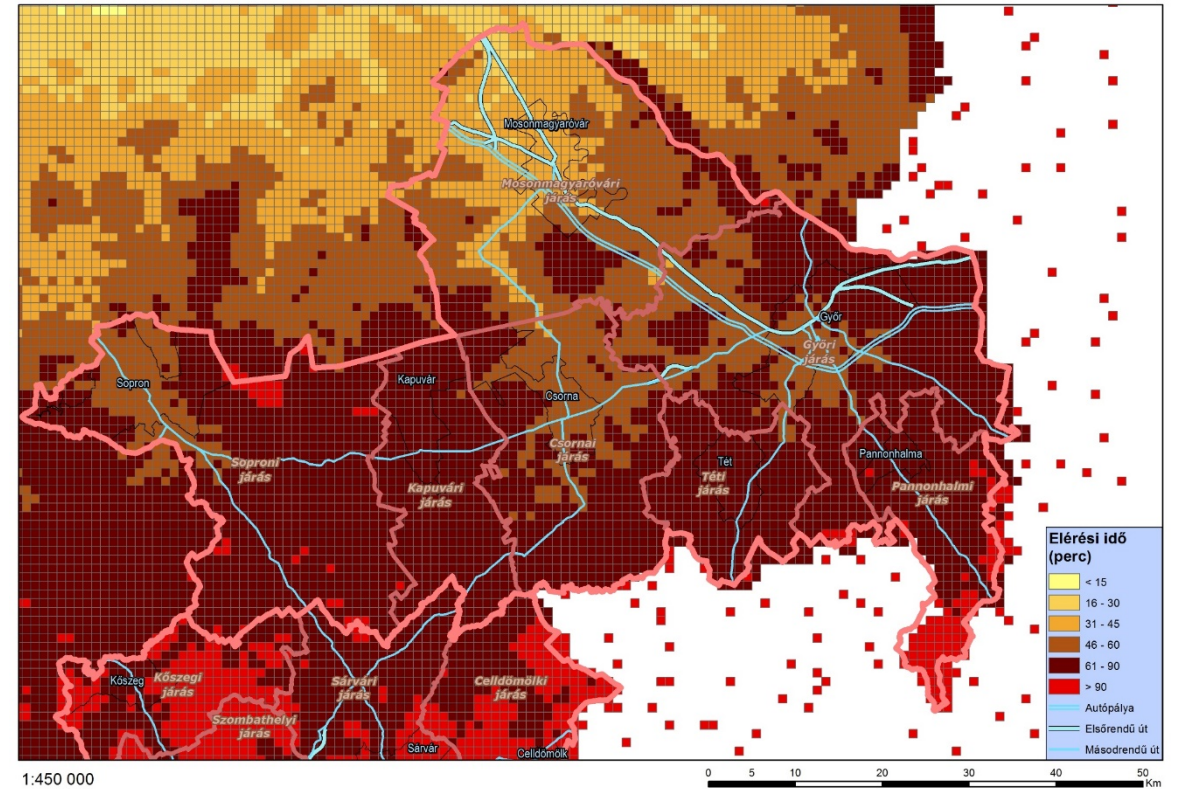 Mosonmagyaróvár
Mosonmagyaróvári
járás
Győr
Győri
járás
Sopron
Kapuvár
Csorna
Csornai
járás
Soproni
járás
Kapuvári
járás
Tét
Téti
járás
Pannonhalma
Pannonhalmi
járás
Kőszeg
Kőszegi
járás
Sárvári
járás
Celldömölki
járás
Szombathelyi
járás
Sárvár
Celldömölk
Elérési idő
(perc)
< 15
16 - 30
31 - 45
46 - 60
61 - 90
> 90
Autópálya
Elsőrendű út
Másodrendű út
1:450 000
0 5 10 20 30 40 50
Km